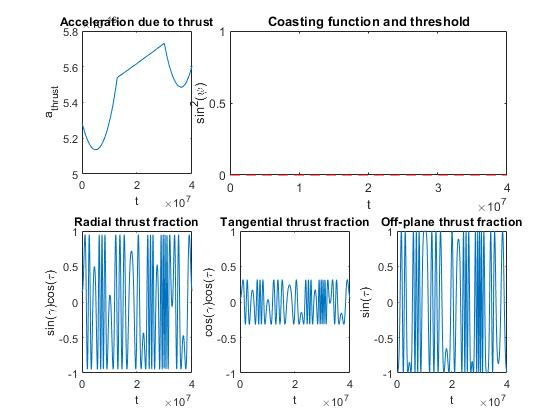 Acceleration due to thrust
Coasting function and threshold
5.8
5.6
5.4
5.2
5
a_thrust
0 2 4
t
×10^7
1
0.5
0
sin^2(ψ)
0 1 2 3 4
t
×10^7
Radial thrust fraction
Tangential thrust fraction
Off-plane thrust fraction
1
0.5
0
-0.5
-1
sin(γ)cos(τ)
0 2 4
t
×10^7
1
0.5
0
-0.5
-1
cos(γ)cos(τ)
0 2 4
t
×10^7
1
0.5
0
-0.5
-1
sin(τ)
0 2 4
t
×10^7